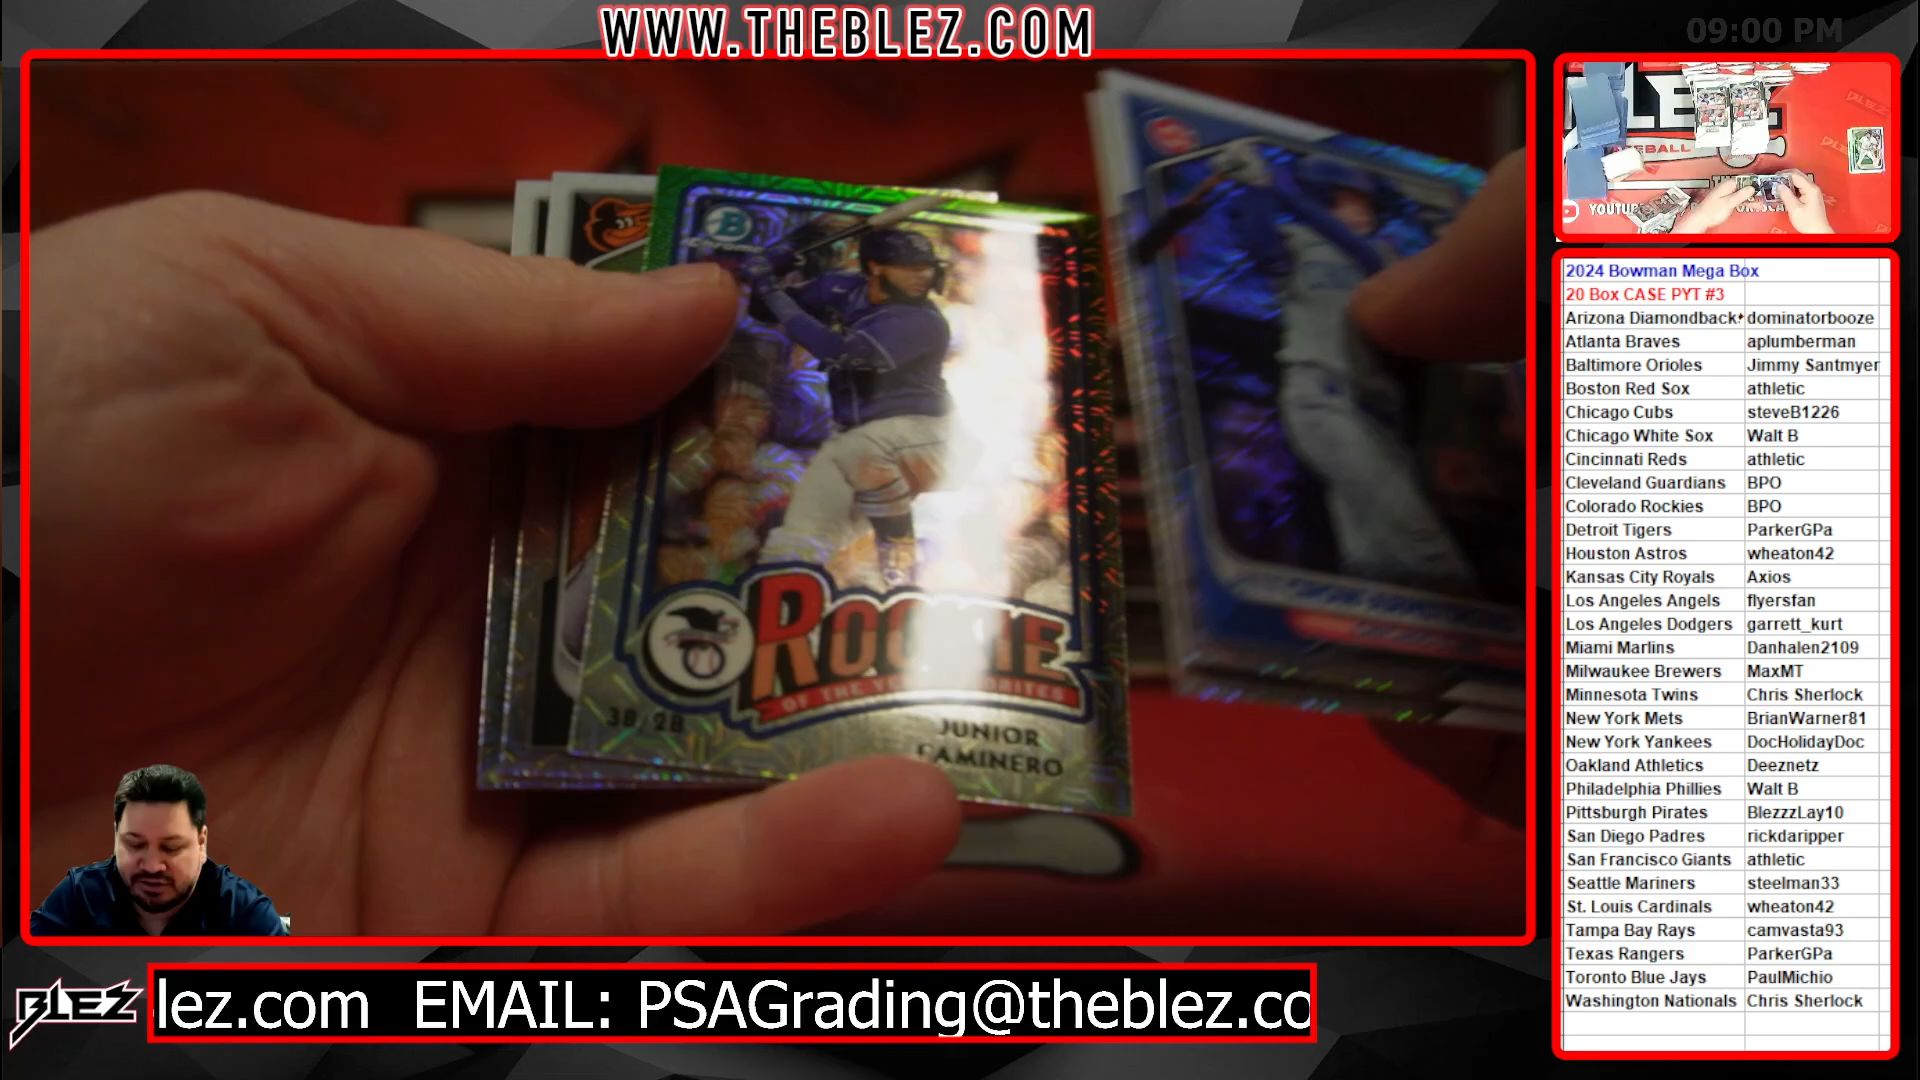 WWW.THEBLEZ.COM
09:00 PM
B
ROOKIE
OF THE
JUNIOR
CAMINERO
BLEZ
lez.com EMAIL: PSAGrading@theblez.co
EBALL
YOUTU
2024 Bowman Mega Box
20 Box CASE PYT #3
Arizona Diamondback dominatorbooze
Atlanta Braves aplumberman
Baltimore Orioles Jimmy Santmyer
Boston Red Sox athletic
Chicago Cubs steveB1226
Chicago White Sox Walt B
Cincinnati Reds athletic
Cleveland Guardians BPO
Colorado Rockies BPO
Detroit Tigers ParkerGPa
Houston Astros wheaton42
Kansas City Royals Axios
Los Angeles Angels flyersfan
Los Angeles Dodgers garrett_kurt
Miami Marlins Danhalen2109
Milwaukee Brewers MaxMT
Minnesota Twins Chris Sherlock
New York Mets BrianWarner81
New York Yankees DocHolidayDoc
Oakland Athletics Deeznetz
Philadelphia Phillies Walt B
Pittsburgh Pirates BlezzzLay10
San Diego Padres rickdaripper
San Francisco Giants athletic
Seattle Mariners steelman33
St. Louis Cardinals wheaton42
Tampa Bay Rays camvasta93
Texas Rangers ParkerGPa
Toronto Blue Jays PaulMichio
Washington Nationals Chris Sherlock